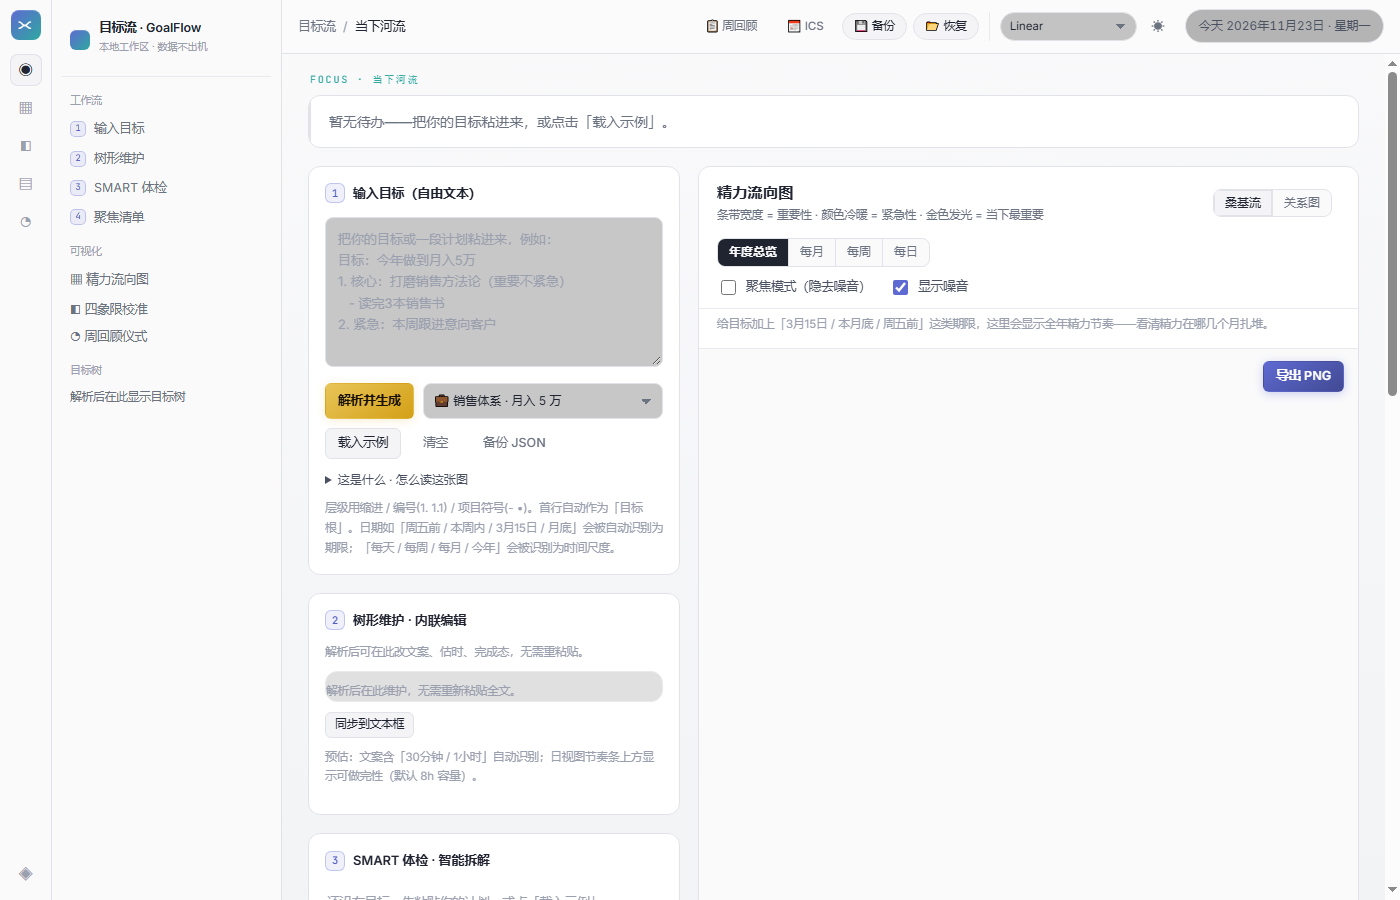 目标流 · GoalFlow
本地工作区 · 数据不出机
工作流
1 输入目标
2 树形维护
3 SMART 体检
4 聚焦清单
可视化
精力流向图
四象限校准
周回顾仪式
目标树
解析后在此显示目标树
目标流 / 当下河流
周回顾
ICS
备份
恢复
Linear
今天 2026年11月23日 · 星期一
FOCUS · 当下河流
暂无待办——把你的目标粘进来，或点击「载入示例」。
1 输入目标（自由文本）
把你的目标或一段计划粘进来，例如：
目标：今年做到月入5万
1. 核心：打磨销售方法论（重要不紧急）
- 读完3本销售书
2. 紧急：本周跟进意向客户
解析并生成
销售体系 · 月入 5 万
载入示例
清空
备份 JSON
这是什么 · 怎么读这张图
层级用缩进 / 编号(1. 1.1) / 项目符号(- •)。首行自动作为「目标
根」。日期如「周五前 / 本周内 / 3月15日 / 月底」会被自动识别为
期限；「每天 / 每周 / 每月 / 今年」会被识别为时间尺度。
2 树形维护 · 内联编辑
解析后可在此改文案、估时、完成态，无需重粘贴。
解析后在此维护，无需重新粘贴全文。
同步到文本框
预估：文案含「30分钟 / 1小时」自动识别；日视图节奏条上方显
示可做完性（默认 8h 容量）。
3 SMART 体检 · 智能拆解
精力流向图
条带宽度 = 重要性 · 颜色冷暖 = 紧急性 · 金色发光 = 当下最重要
桑基流
关系图
年度总览
每月
每周
每日
聚焦模式（隐去噪音）
显示噪音
给目标加上「3月15日 / 本月底 / 周五前」这类期限，这里会显示全年精力节奏——看清精力在哪几个月扎堆。
导出 PNG